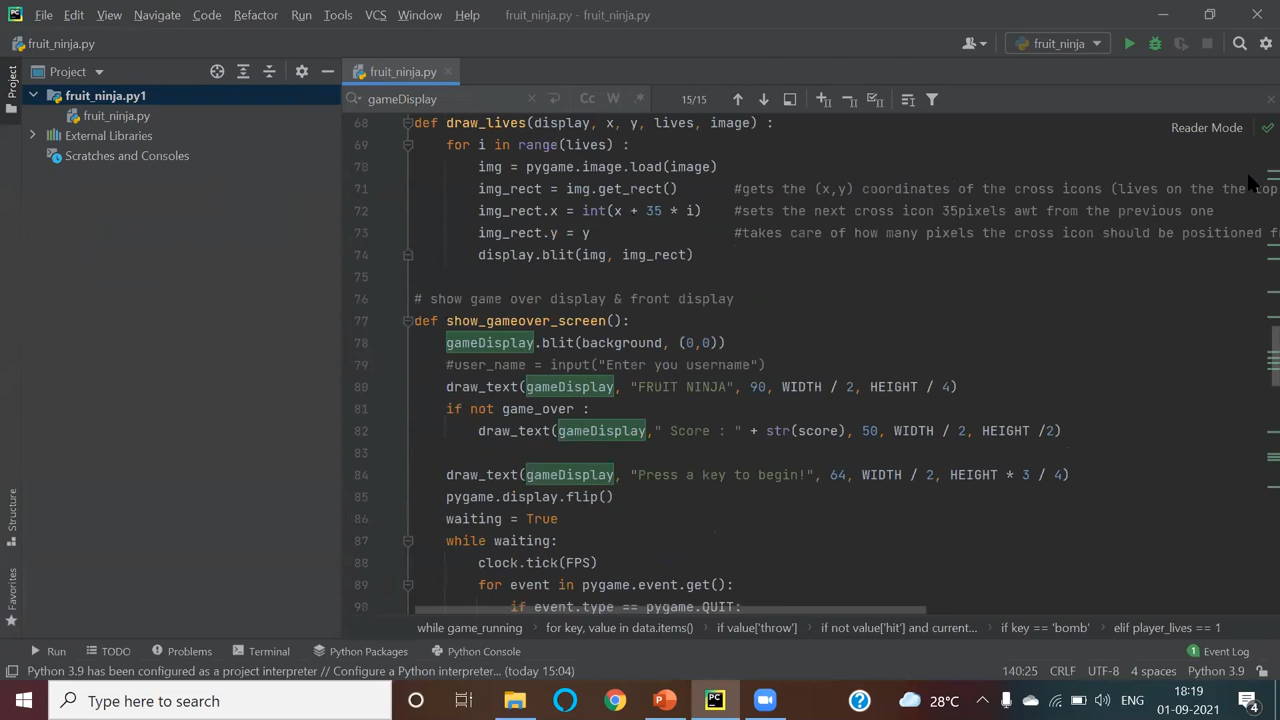 File Edit View Navigate Code Refactor Run Tools VCS Window Help fruit_ninja.py - fruit_ninja.py
fruit_ninja.py
fruit_ninja
Project
Project
fruit_ninja.py
fruit_ninja.py1
fruit_ninja.py
External Libraries
Scratches and Consoles
gameDisplay
Cc W .* 15/15
Reader Mode
68 def draw_lives(display, x, y, lives, image) :
69 for i in range(lives) :
70 img = pygame.image.load(image)
71 img_rect = img.get_rect() #gets the (x,y) coordinates of the cross icons (lives on the the top
72 img_rect.x = int(x + 35 * i) #sets the next cross icon 35pixels awt from the previous one
73 img_rect.y = y #takes care of how many pixels the cross icon should be positioned
74 display.blit(img, img_rect)
75
76 # show game over display & front display
77 def show_gameover_screen():
78 gameDisplay.blit(background, (0,0))
79 #user_name = input("Enter you username")
80 draw_text(gameDisplay, "FRUIT NINJA", 90, WIDTH / 2, HEIGHT / 4)
81 if not game_over :
82 draw_text(gameDisplay," Score : " + str(score), 50, WIDTH / 2, HEIGHT /2)
83
84 draw_text(gameDisplay, "Press a key to begin!", 64, WIDTH / 2, HEIGHT * 3 / 4)
85 pygame.display.flip()
86 waiting = True
87 while waiting:
88 clock.tick(FPS)
89 for event in pygame.event.get():
90 if event.type == pygame.QUIT:
Structure
Favorites
while game_running for key, value in data.items() if value['throw'] if not value['hit'] and current... if key == 'bomb' elif player_lives == 1
Run TODO Problems Terminal Python Packages Python Console 1 Event Log
Python 3.9 has been configured as a project interpreter // Configure a Python interpreter... (today 15:04) 140:25 CRLF UTF-8 4 spaces Python 3.9
Type here to search
28°C
ENG
18:19
01-09-2021
4